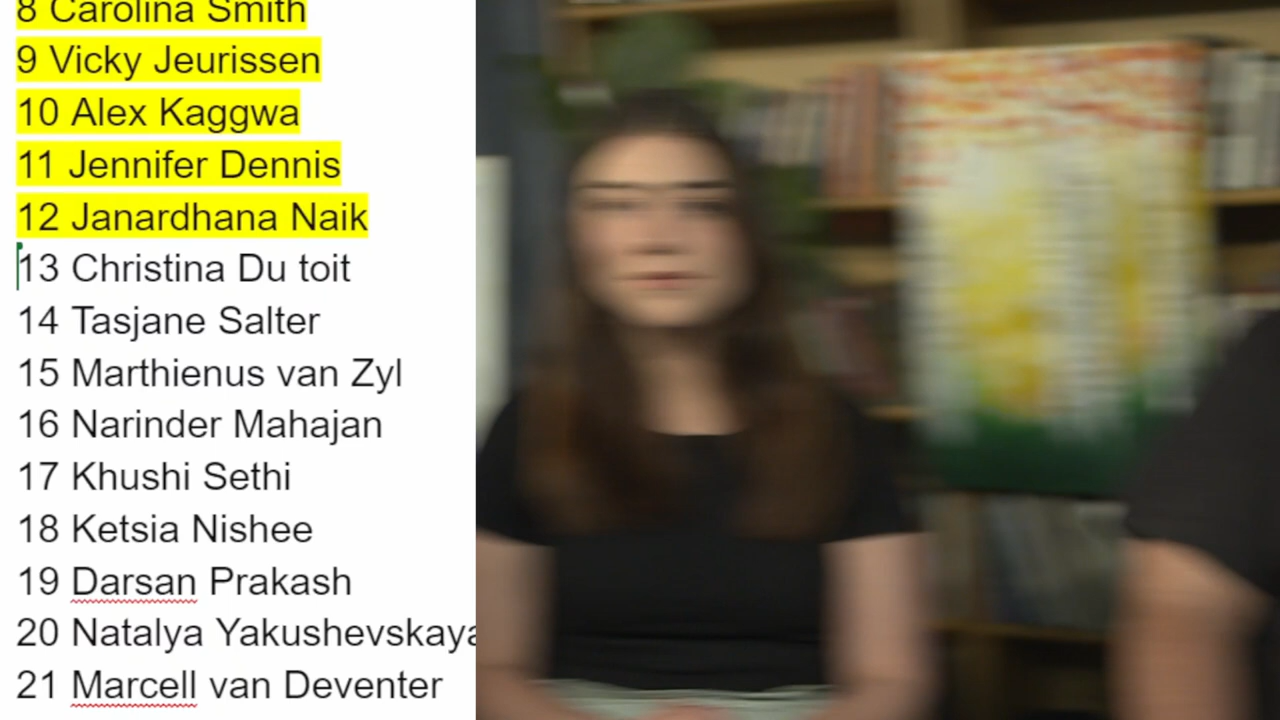 8 Carolina Smith
9 Vicky Jeurissen
10 Alex Kaggwa
11 Jennifer Dennis
12 Janardhana Naik
13 Christina Du toit
14 Tasjane Salter
15 Marthienus van Zyl
16 Narinder Mahajan
17 Khushi Sethi
18 Ketsia Nishee
19 Darsan Prakash
20 Natalya Yakushevskaya
21 Marcell van Deventer